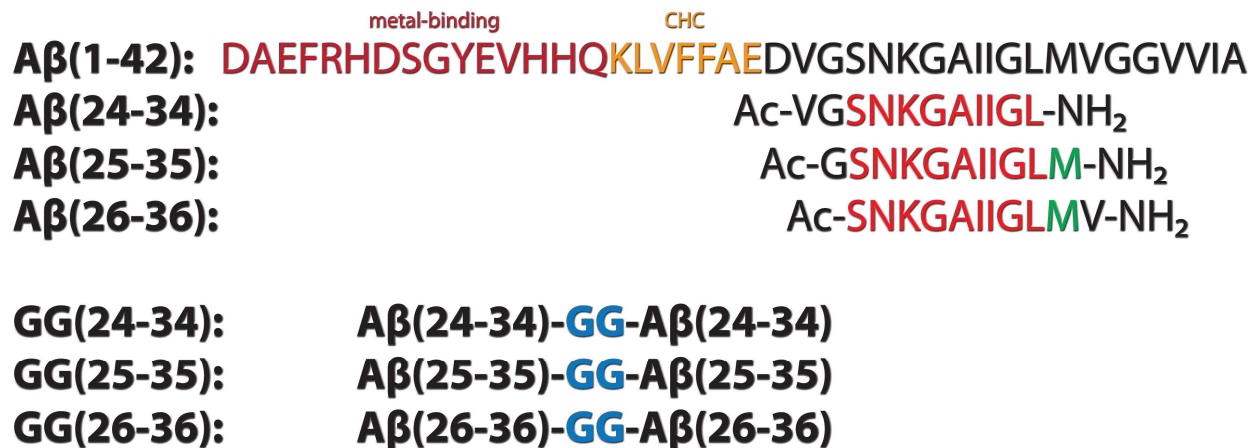 metal-binding CHC
Aβ(1-42): DAEFRHDSGYEVHHQKLVFFAEDVGSNKGAIIGLMVGGVVIA
Aβ(24-34): Ac-VGSNKGAIIGL-NH₂
Aβ(25-35): Ac-GSNKGAIIGLM-NH₂
Aβ(26-36): Ac-SNKGAIIGLMV-NH₂
GG(24-34): Aβ(24-34)-GG-Aβ(24-34)
GG(25-35): Aβ(25-35)-GG-Aβ(25-35)
GG(26-36): Aβ(26-36)-GG-Aβ(26-36)